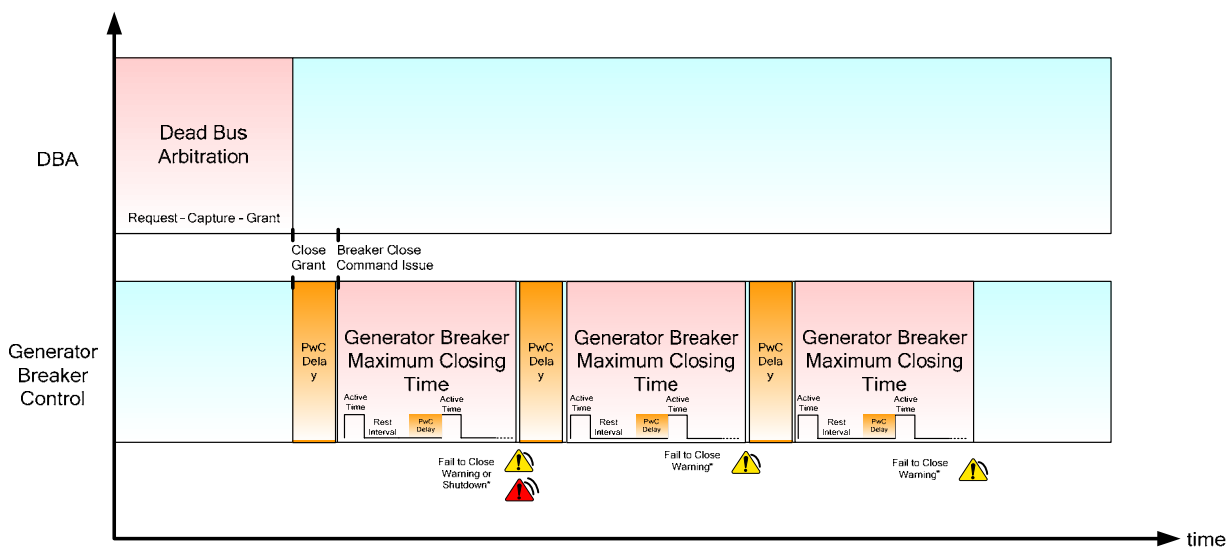 DBA
Dead Bus
Arbitration
Request - Capture - Grant
Close
Grant
Breaker Close
Command Issue
Generator
Breaker
Control
PwC
Dela
y
Generator Breaker
Maximum Closing
Time
Active
Time
Rest
Interval
PwC
Delay
Active
Time
PwC
Dela
y
Generator Breaker
Maximum Closing
Time
Active
Time
Rest
Interval
PwC
Delay
Active
Time
PwC
Dela
y
Generator Breaker
Maximum Closing
Time
Active
Time
Rest
Interval
PwC
Delay
Active
Time
Fail to Close
Warning or
Shutdown*
Fail to Close
Warning*
Fail to Close
Warning*
time